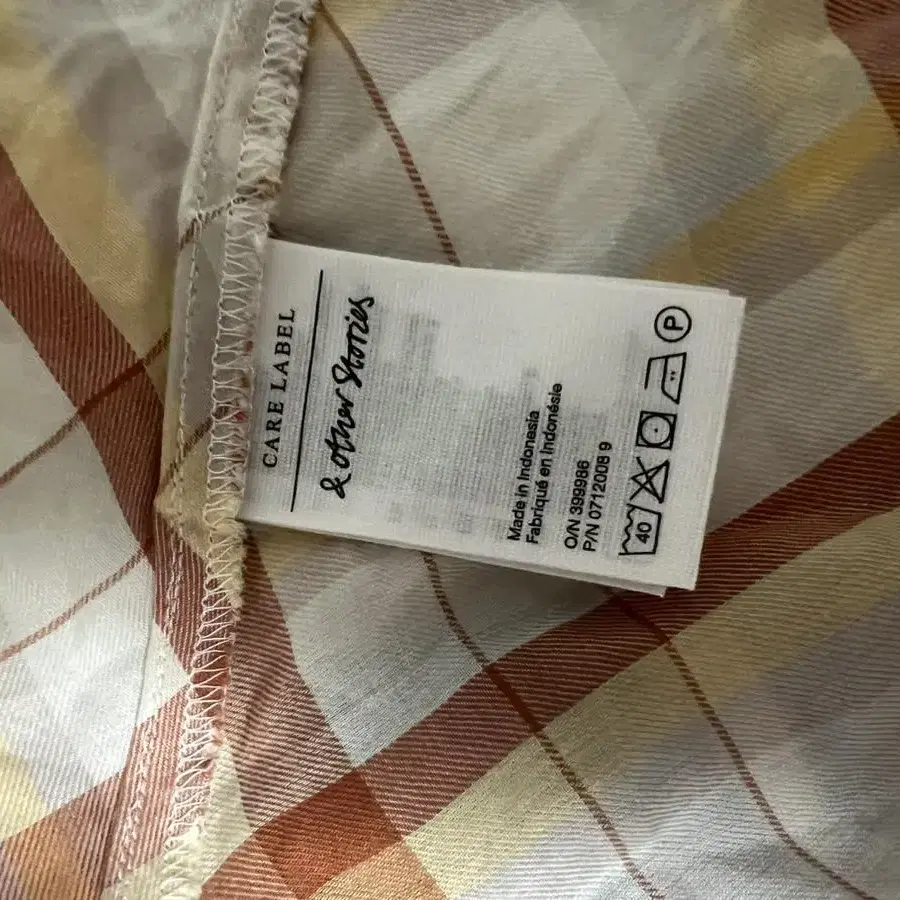 CARE LABEL
& other Stories
Made in Indonesia
Fabriqué en Indonésie
O/N 399986
P/N 0712008 9
40
P